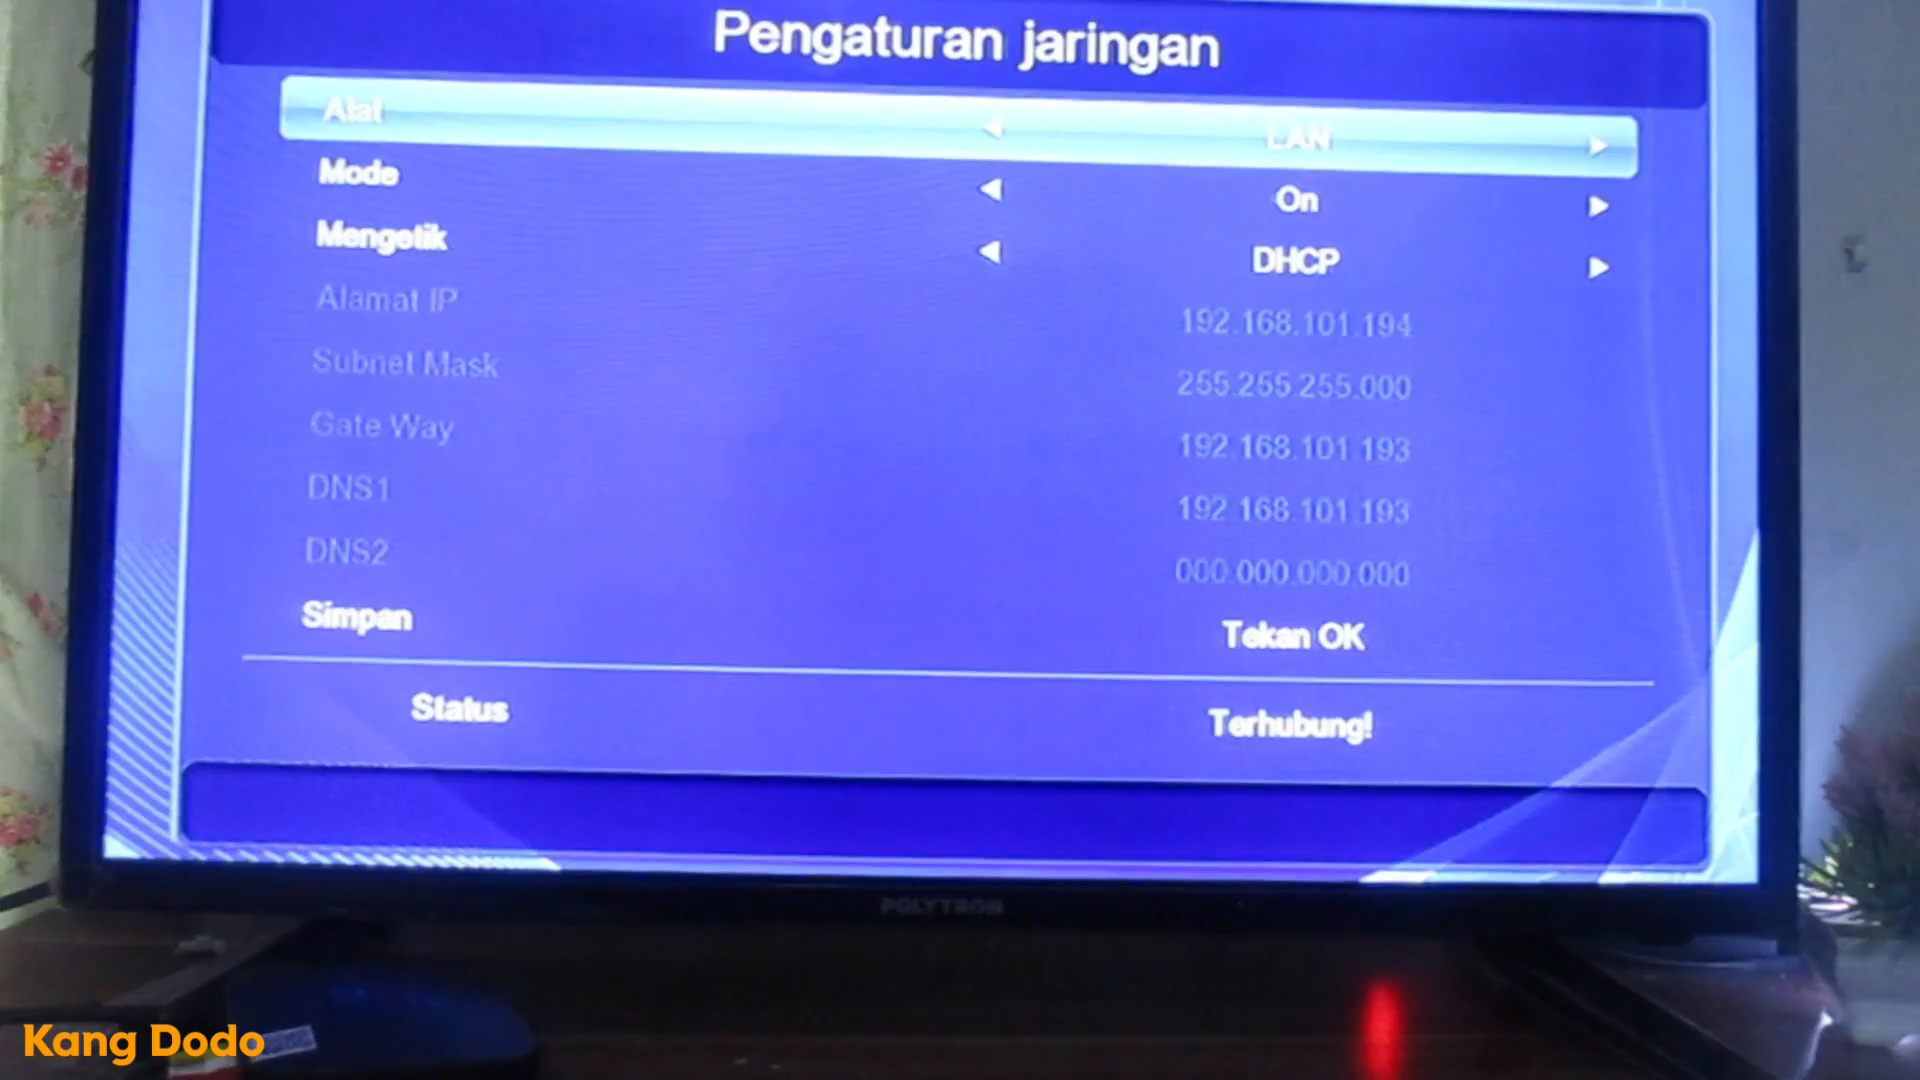 Pengaturan jaringan
Alat LAN
Mode On
Mengetik DHCP
Alamat IP 192.168.101.194
Subnet Mask 255.255.255.000
Gate Way 192.168.101.193
DNS1 192.168.101.193
DNS2 000.000.000.000
Simpan Tekan OK
Status Terhubung!
POLYTRON
Kang Dodo